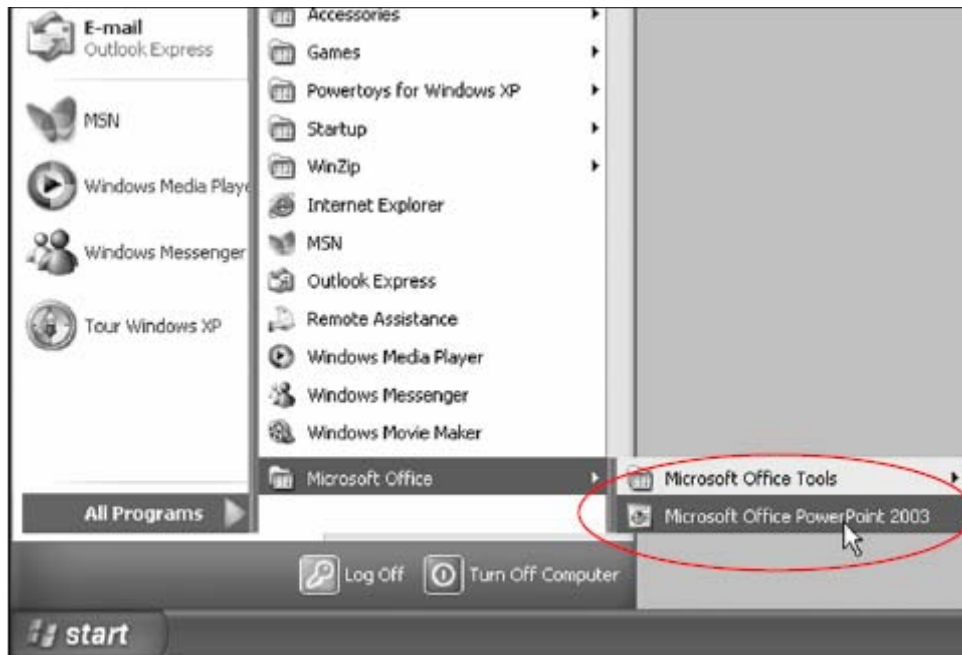 E-mail
Outlook Express
MSN
Windows Media Playe
Windows Messenger
Tour Windows XP
All Programs
Accessories
Games
Powertoys for Windows XP
Startup
WinZip
Internet Explorer
MSN
Outlook Express
Remote Assistance
Windows Media Player
Windows Messenger
Windows Movie Maker
Microsoft Office
Microsoft Office Tools
Microsoft Office PowerPoint 2003
Log Off
Turn Off Computer
start